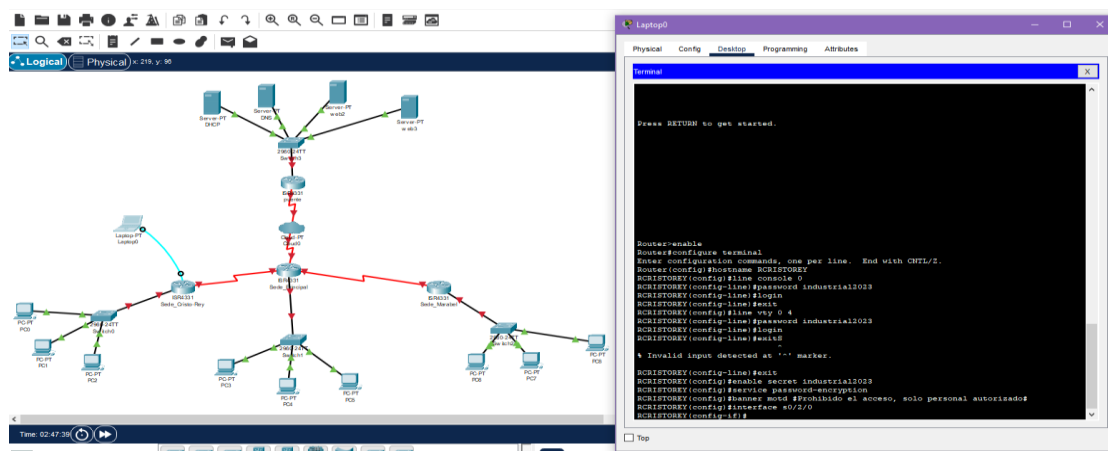 Logical
Physical
x: 219, y: 96
Server-PT
DHCP
Server-PT
DNS
Server-PT
web2
Server-PT
web3
2960-24TT
Switch3
ISR4331
puente
Cloud-PT
Cloud0
Laptop-PT
Laptop0
ISR4331
Sede_Cristo-Rey
ISR4331
ISR4331
2960-24TT
Switch0
PC-PT
PC0
PC-PT
PC1
PC-PT
PC2
2960-24TT
Switch1
PC-PT
PC3
PC-PT
PC4
PC-PT
PC5
PC-PT
PC-PT
PC7
PC-PT
Time: 02:47:39
Laptop0
Physical
Config
Desktop
Programming
Attributes
Terminal
X
Press RETURN to get started.
Router>enable
Router#configure terminal
Enter configuration commands, one per line.  End with CNTL/Z.
Router(config)#hostname RCRISTOREY
RCRISTOREY(config)#line console 0
RCRISTOREY(config-line)#password industrial2023
RCRISTOREY(config-line)#login
RCRISTOREY(config-line)#exit
RCRISTOREY(config)#line vty 0 4
RCRISTOREY(config-line)#password industrial2023
RCRISTOREY(config-line)#login
RCRISTOREY(config-line)#exitS
^
% Invalid input detected at '^' marker.
RCRISTOREY(config-line)#exit
RCRISTOREY(config)#enable secret industrial2023
RCRISTOREY(config)#service password-encryption
RCRISTOREY(config)#banner motd #Prohibido el acceso, solo personal autorizado#
RCRISTOREY(config)#interface s0/2/0
RCRISTOREY(config-if)#
Top